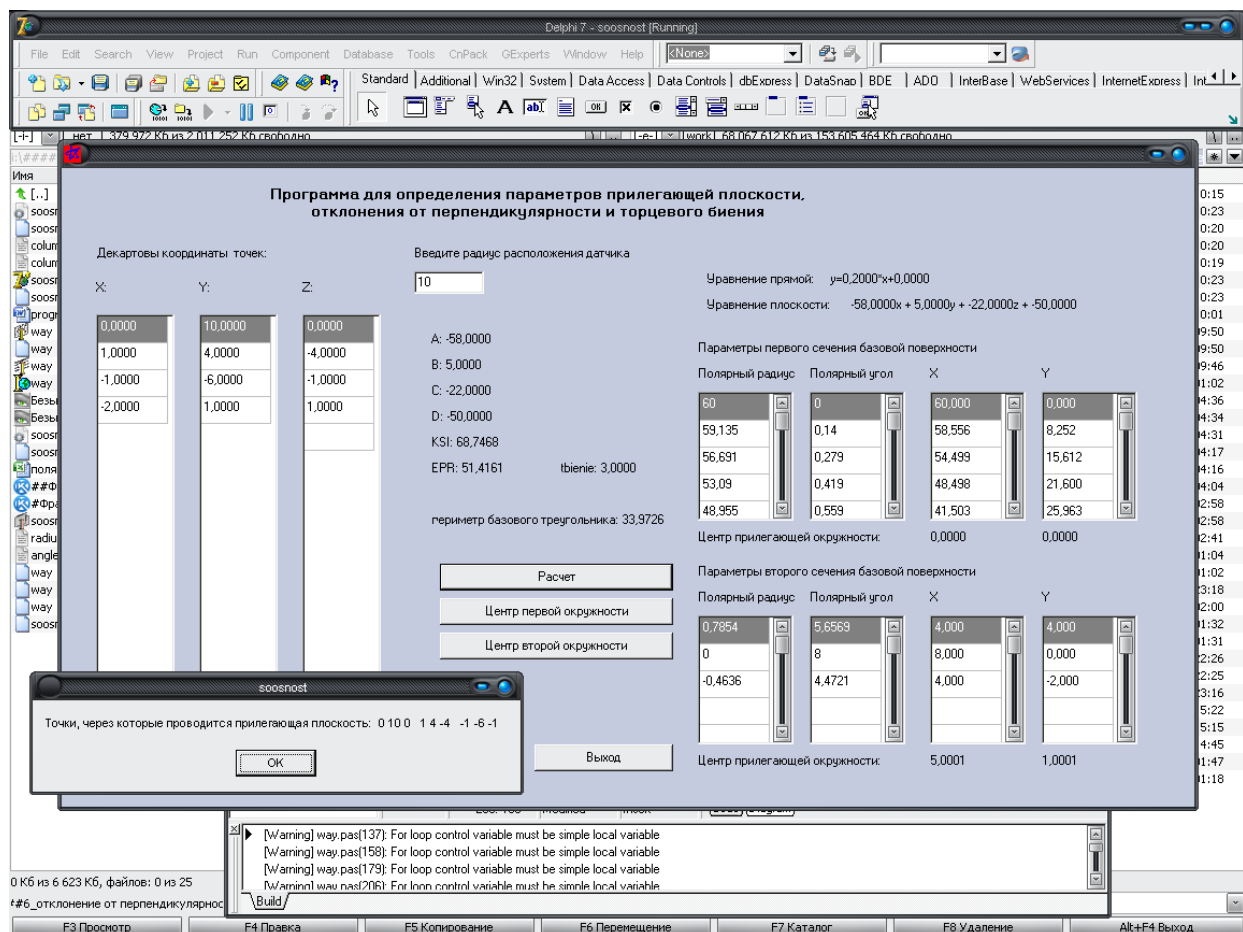 Delphi 7 - soosnost [Running]
File Edit Search View Project Run Component Database Tools CnPack GExperts Window Help <None>
Standard Additional Win32 System Data Access Data Controls dbExpress DataSnap BDE ADO InterBase WebServices InternetExpress Int
[-f-] нет 379 972 Кб из 2 011 252 Кб свободно \ .. [-e-] work 68 067 612 Кб из 153 605 464 Кб свободно \ ..
Имя
[..]
Программа для определения параметров прилегающей плоскости,
отклонения от перпендикулярности и торцевого биения
Декартовы координаты точек:
X: Y: Z:
0,0000 10,0000 0,0000
1,0000 4,0000 -4,0000
-1,0000 -6,0000 -1,0000
-2,0000 1,0000 1,0000
Введите радиус расположения датчика
10
A: -58,0000
B: 5,0000
C: -22,0000
D: -50,0000
KSI: 68,7468
EPR: 51,4161 tbienie: 3,0000
периметр базового треугольника: 33,9726
Расчет
Центр первой окружности
Центр второй окружности
Выход
Уравнение прямой: y=0,2000*x+0,0000
Уравнение плоскости: -58,0000x + 5,0000y + -22,0000z + -50,0000
Параметры первого сечения базовой поверхности
Полярный радиус Полярный угол X Y
60 0 60,000 0,000
59,135 0,14 58,556 8,252
56,691 0,279 54,499 15,612
53,09 0,419 48,498 21,600
48,955 0,559 41,503 25,963
Центр прилегающей окружности: 0,0000 0,0000
Параметры второго сечения базовой поверхности
Полярный радиус Полярный угол X Y
0,7854 5,6569 4,000 4,000
0 8 8,000 0,000
-0,4636 4,4721 4,000 -2,000
Центр прилегающей окружности: 5,0001 1,0001
soosnost
Точки, через которые проводится прилегающая плоскость: 0 10 0 1 4 -4 -1 -6 -1
OK
[Warning] way.pas(137): For loop control variable must be simple local variable
[Warning] way.pas(158): For loop control variable must be simple local variable
[Warning] way.pas(179): For loop control variable must be simple local variable
[Warning] way.pas(206): For loop control variable must be simple local variable
Build
0 Кб из 6 623 Кб, файлов: 0 из 25
#6_отклонение от перпендикулярнос
F3 Просмотр F4 Правка F5 Копирование F6 Перемещение F7 Каталог F8 Удаление Alt+F4 Выход